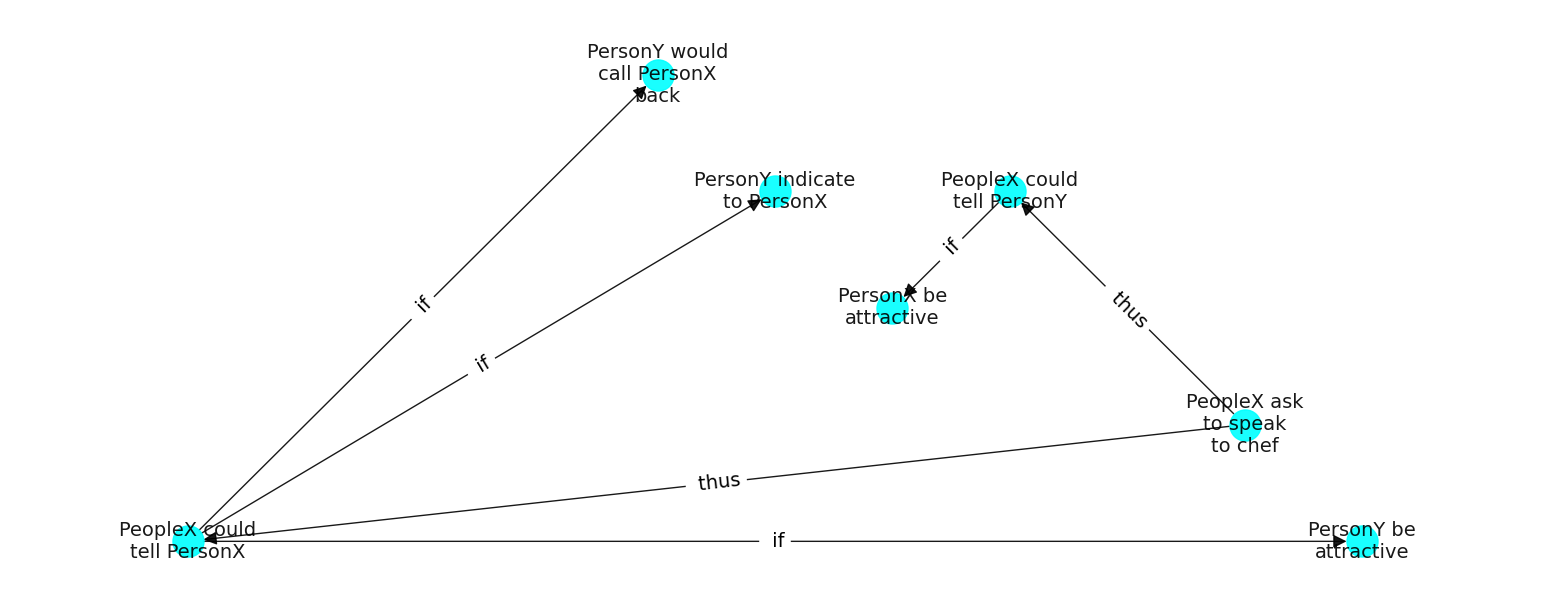 PersonY would
call PersonX
back
PersonY indicate
to PersonX
PeopleX could
tell PersonY
if
PersonX be
attractive
if
thus
if
PeopleX ask
to speak
to chef
thus
PeopleX could
tell PersonX
if
PersonY be
attractive